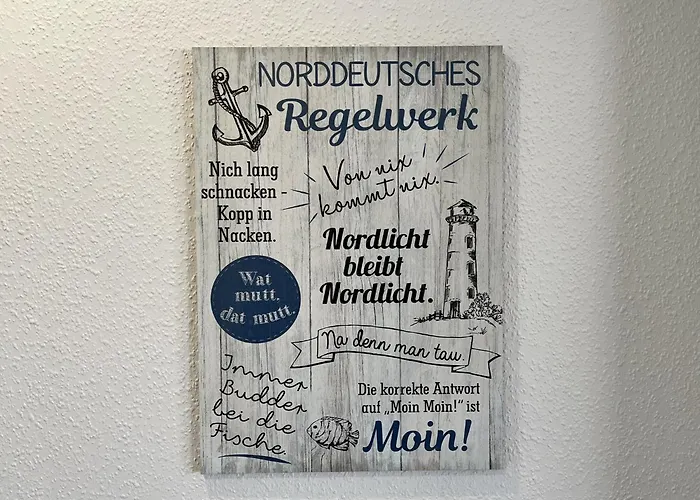 NORDDEUTSCHES
Regelwerk
Nich lang
schnacken -
Kopp in
Nacken.
Von nix
kommt nix.
Nordlicht
bleibt
Nordlicht.
Wat
mutt,
dat mutt.
Na denn man tau.
Immer
Budder
bei die
Fische.
Die korrekte Antwort
auf „Moin Moin!“ ist
Moin!